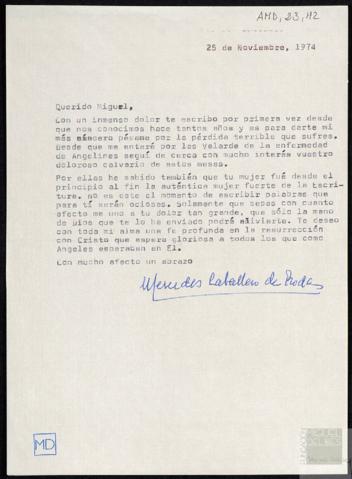 AMD, 23, 42
25 de Noviembre, 1974
Querido Miguel,
Con un inmenso dolor te escribo por primera vez desde
que nos conocimos hace tantos años y es para darte mi
más sincero pésame por la pérdida terrible que sufres.
Desde que me enteré por los Velarde de la enfermedad
de Angelines seguí de cerca con mucho interés vuestro
doloroso calvario de estos meses.
Por ellos he sabido también que tu mujer fué desde el
principio al fin la auténtica mujer fuerte de la Escri-
tura. no es este el momento de escribir palabras que
para tí serán ociosas. Solamente que sepas con cuanto
afecto me uno a tu dolor tan grande, que sólo la mano
de Dios que te lo ha enviado podrá aliviarte. Te deseo
con toda mi alma una fe profunda en la resurrección
con Cristo que espera gloriosa a todos los que como
Angeles esperaban en El.
Con mucho afecto un abrazo
Mercedes Caballero de Rodas
MD